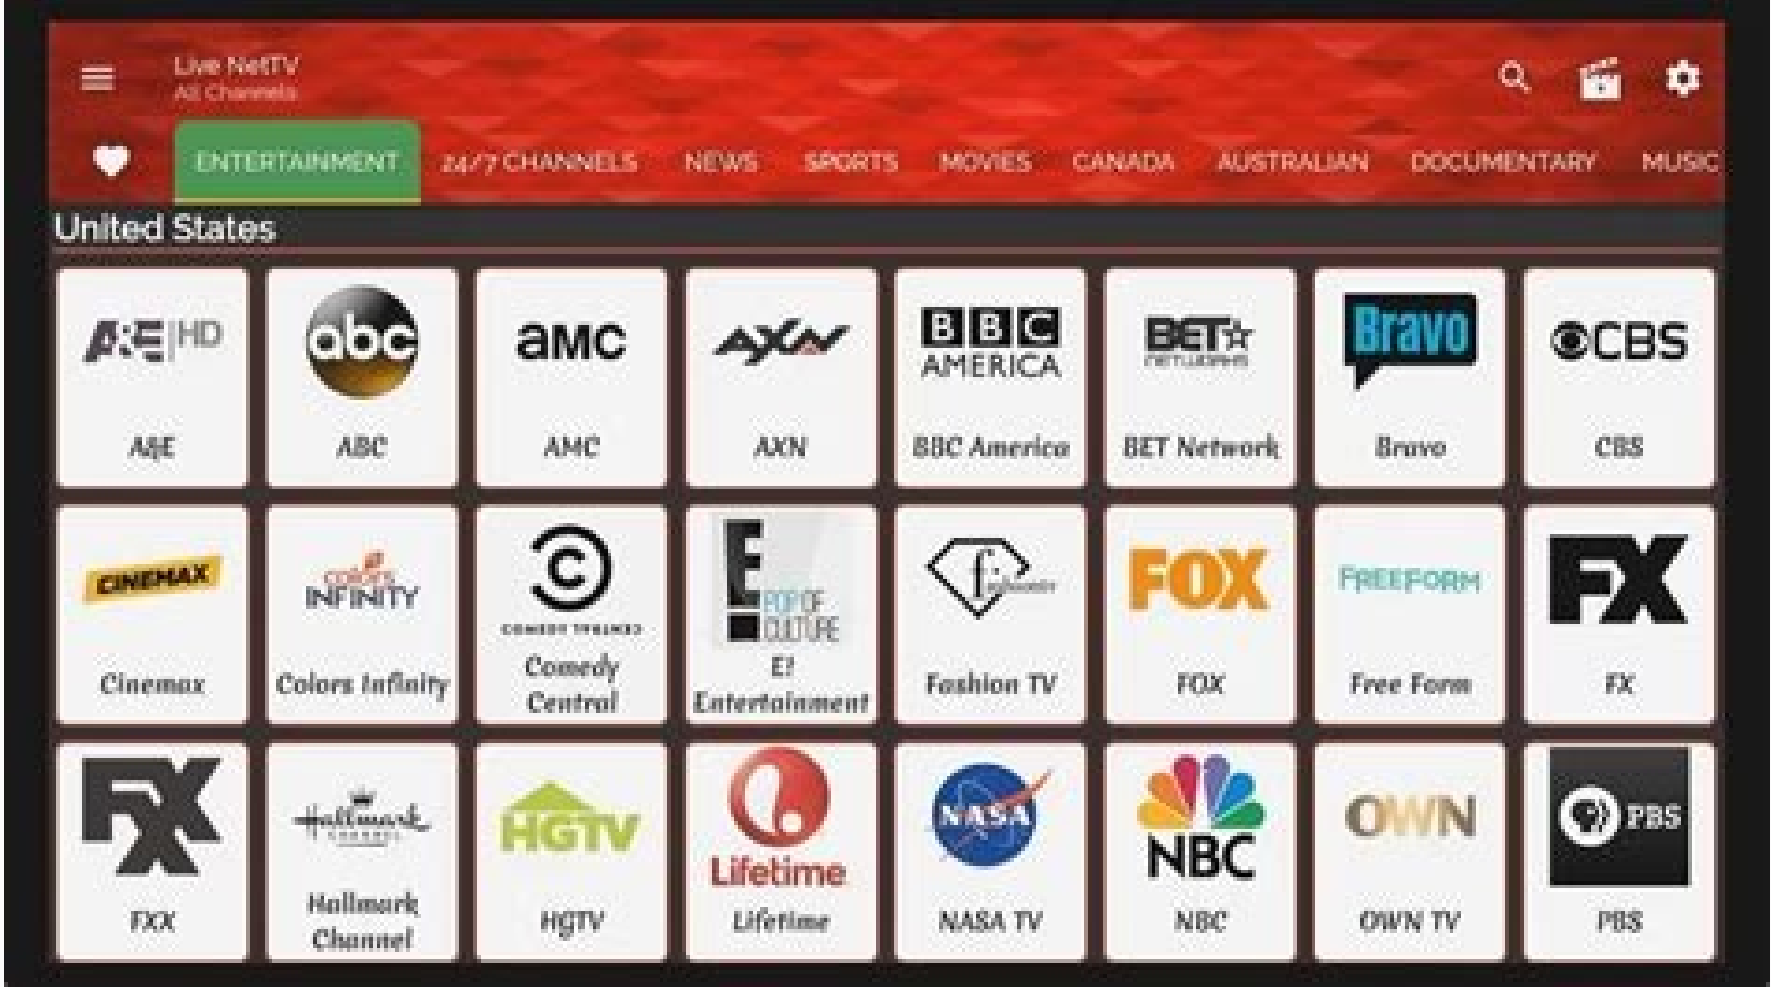 Live NetTV
All Channels
ENTERTAINMENT 24/7 CHANNELS NEWS SPORTS MOVIES CANADA AUSTRALIAN DOCUMENTARY MUSIC
United States
A&E HD
abc
aMC
AXN
BBC
AMERICA
BET
NETWORKS
Bravo
CBS
A&E
ABC
AMC
AXN
BBC America
BET Network
Bravo
CBS
CINEMAX
colors
INFINITY
COMEDY CENTRAL
E
POP OF
CULTURE
fashiontv
FOX
FREEFORM
FX
Cinemax
Colors Infinity
Comedy
Central
E!
Entertainment
Fashion TV
FOX
Free Form
FX
FXX
Hallmark
CHANNEL
HGTV
Lifetime
NASA
NBC
OWN
PBS
FXX
Hallmark
Channel
HGTV
Lifetime
NASA TV
NBC
OWN TV
PBS